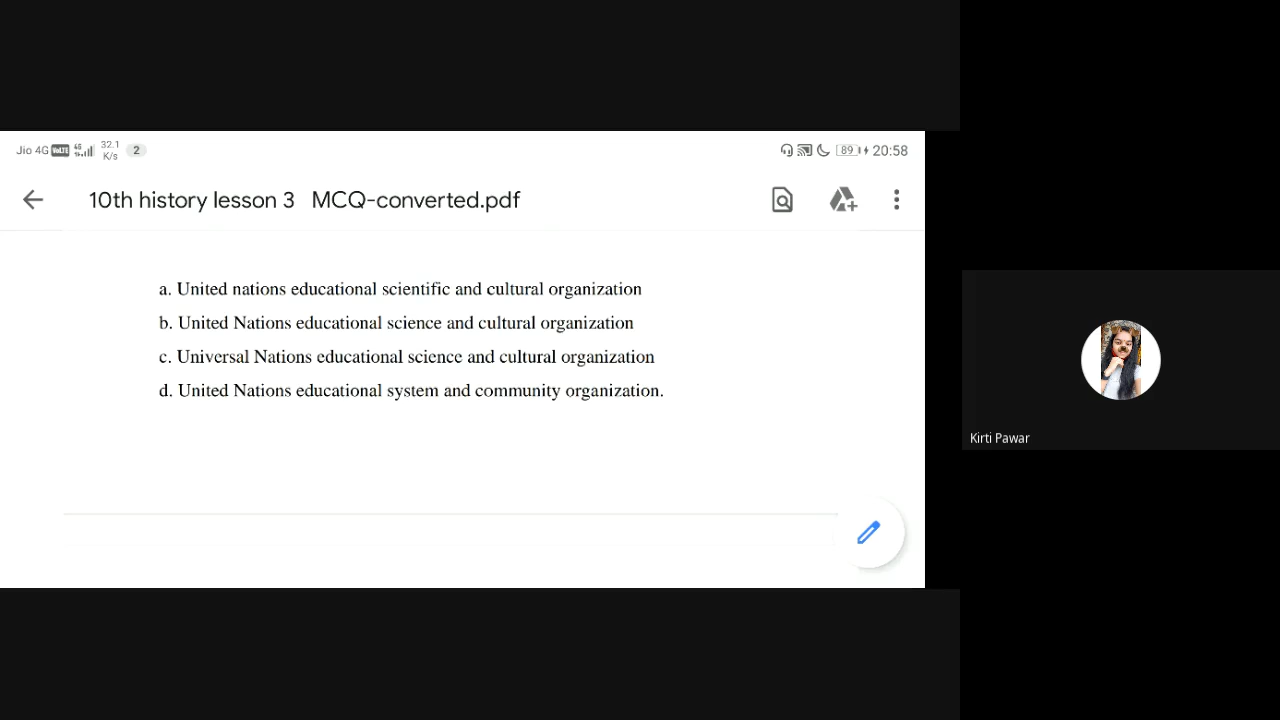 Jio 4G VoLTE 4G 32.1 K/s 2 89 20:58
10th history lesson 3 MCQ-converted.pdf
a. United nations educational scientific and cultural organization
b. United Nations educational science and cultural organization
c. Universal Nations educational science and cultural organization
d. United Nations educational system and community organization.
Kirti Pawar